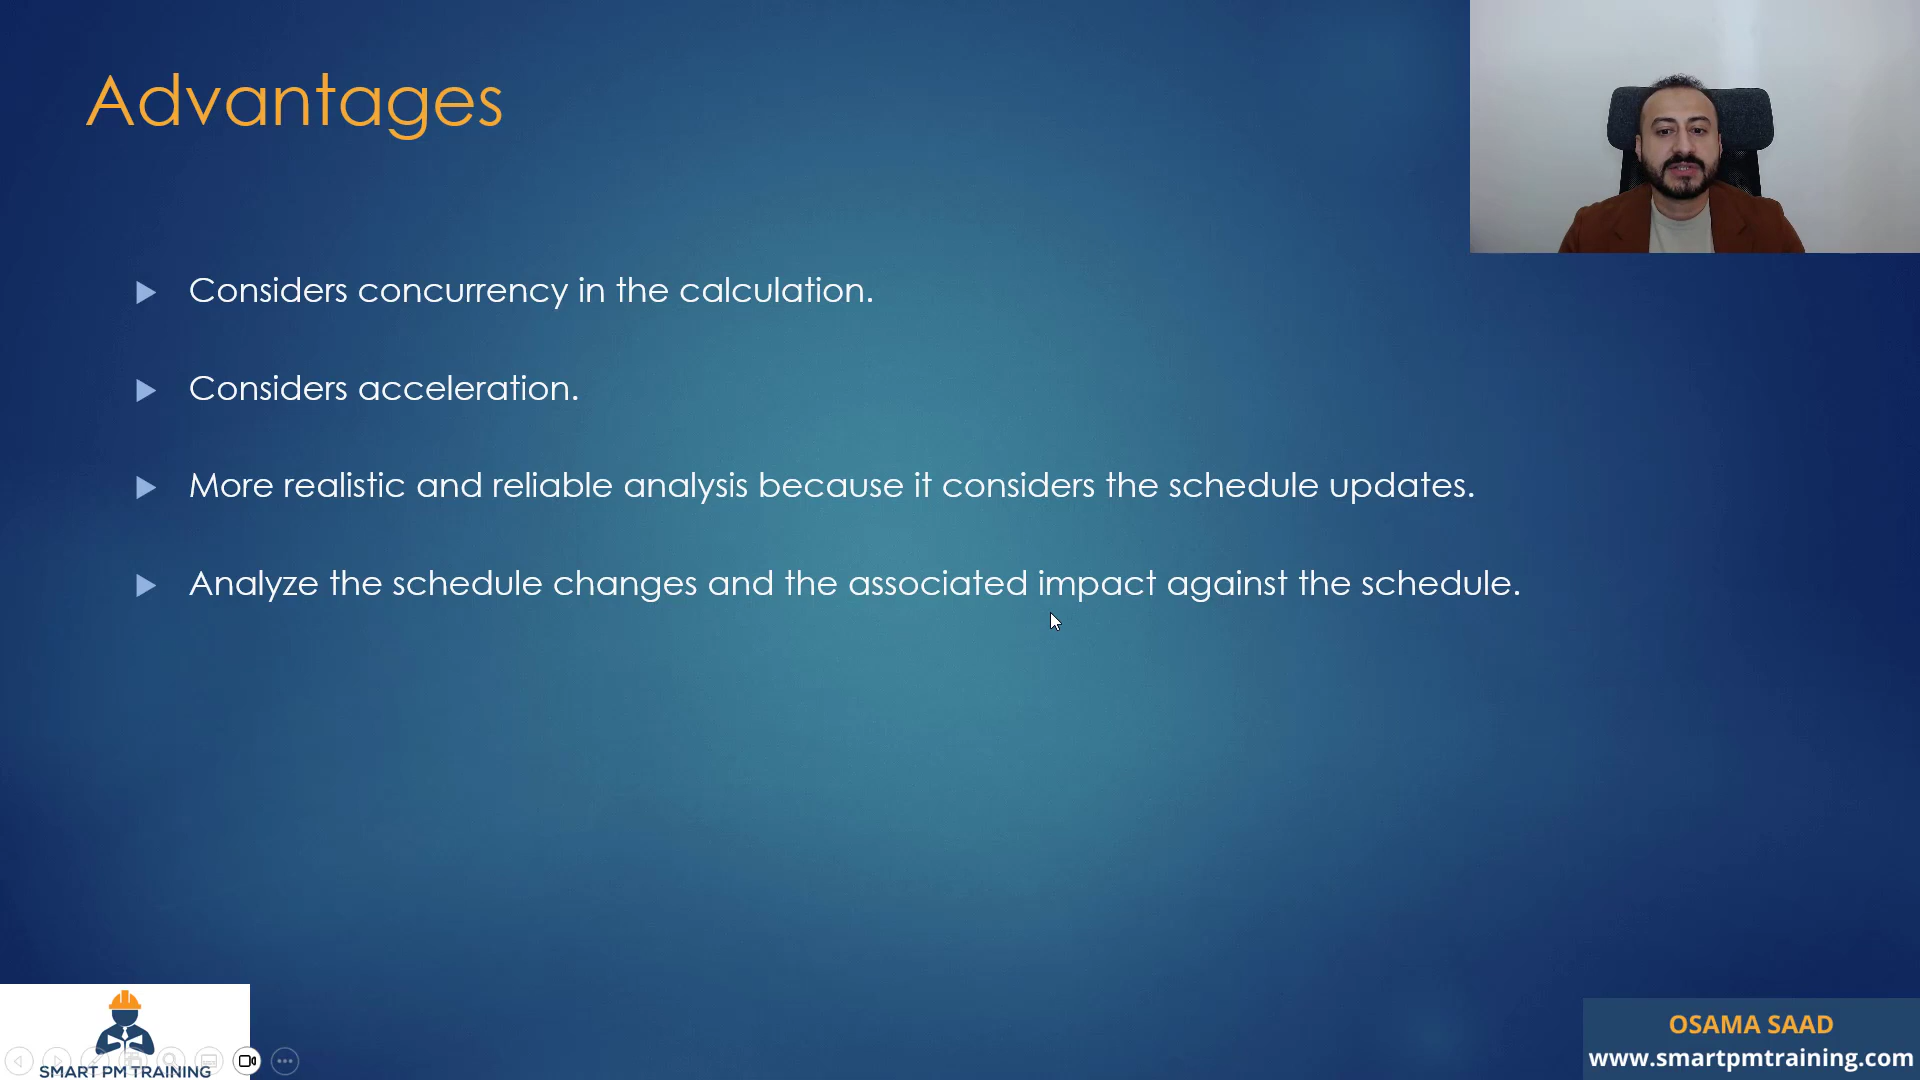 Advantages
Considers concurrency in the calculation.
Considers acceleration.
More realistic and reliable analysis because it considers the schedule updates.
Analyze the schedule changes and the associated impact against the schedule.
SMART PM TRAINING
OSAMA SAAD
www.smartpmtraining.com